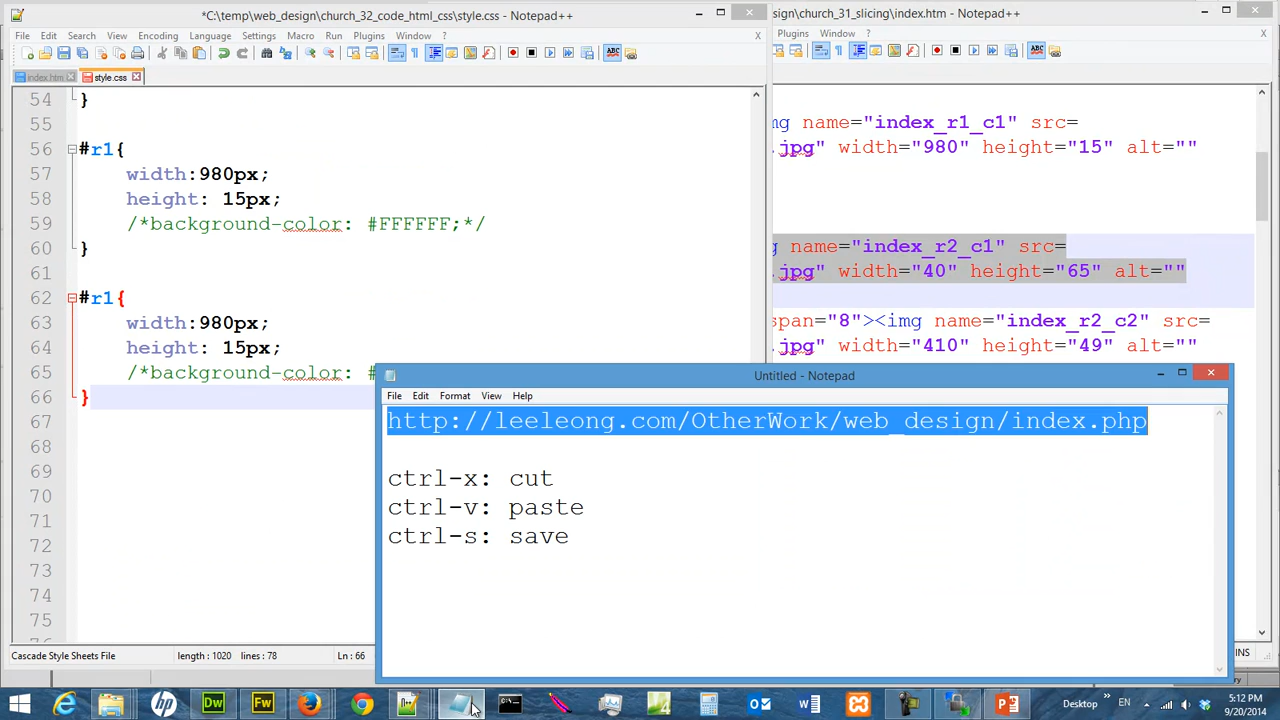 *C:\temp\web_design\church_32_code_html_css\style.css - Notepad++
File Edit Search View Encoding Language Settings Macro Run Plugins Window ? X
index.htm style.css
54 }
55
56 #r1{
57 width:980px;
58 height: 15px;
59 /*background-color: #FFFFFF;*/
60 }
61
62 #r1{
63 width:980px;
64 height: 15px;
65 /*background-color: #
66 }
67
68
69
70
71
72
73
74
75
Cascade Style Sheets File length : 1020 lines : 78 Ln : 66
sign\church_31_slicing\index.htm - Notepad++
Plugins Window ? X
name="index_r1_c1" src=
.jpg" width="980" height="15" alt=""
name="index_r2_c1" src=
.jpg" width="40" height="65" alt=""
span="8"><img name="index_r2_c2" src=
.jpg" width="410" height="49" alt=""
INS
Untitled - Notepad
File Edit Format View Help
http://leeleong.com/OtherWork/web_design/index.php
ctrl-x: cut
ctrl-v: paste
ctrl-s: save
Desktop EN 5:12 PM
9/20/2014